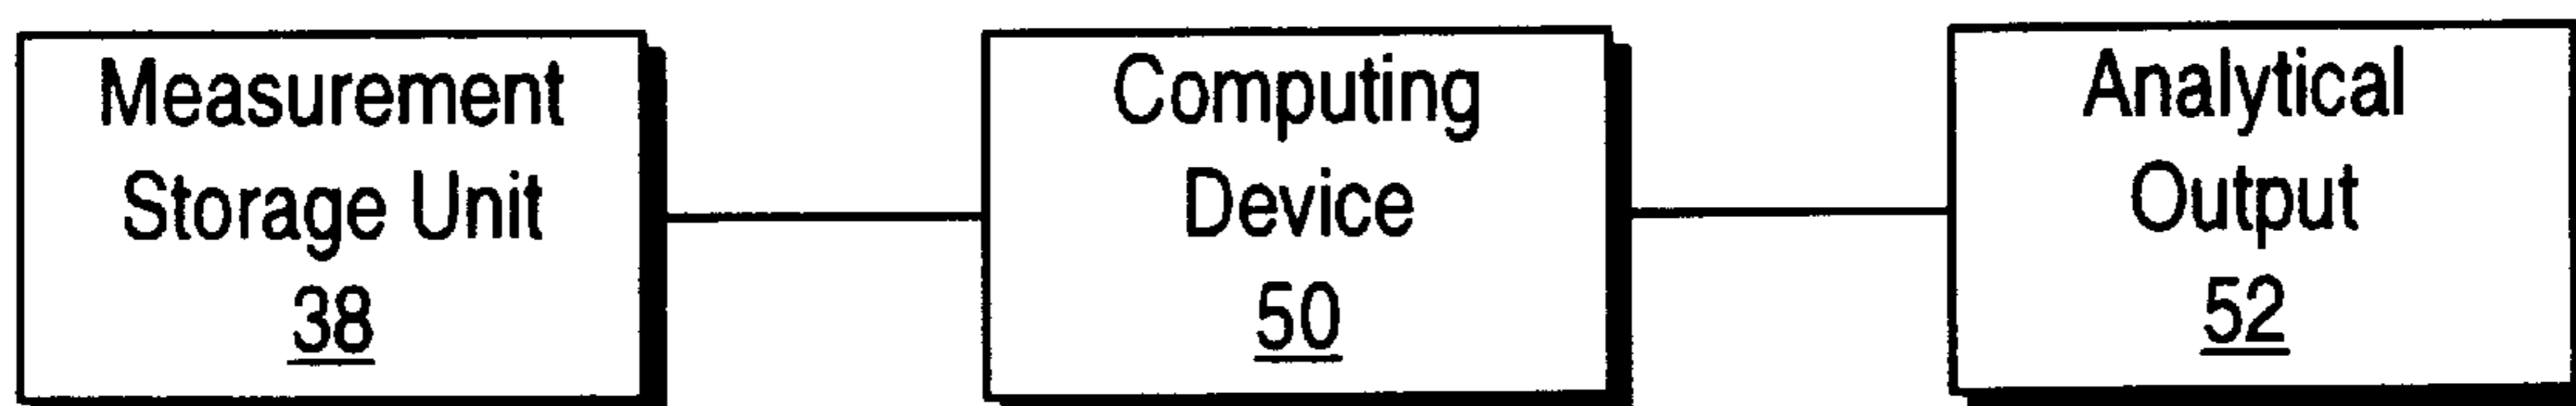 Measurement
Storage Unit
38
Computing
Device
50
Analytical
Output
52